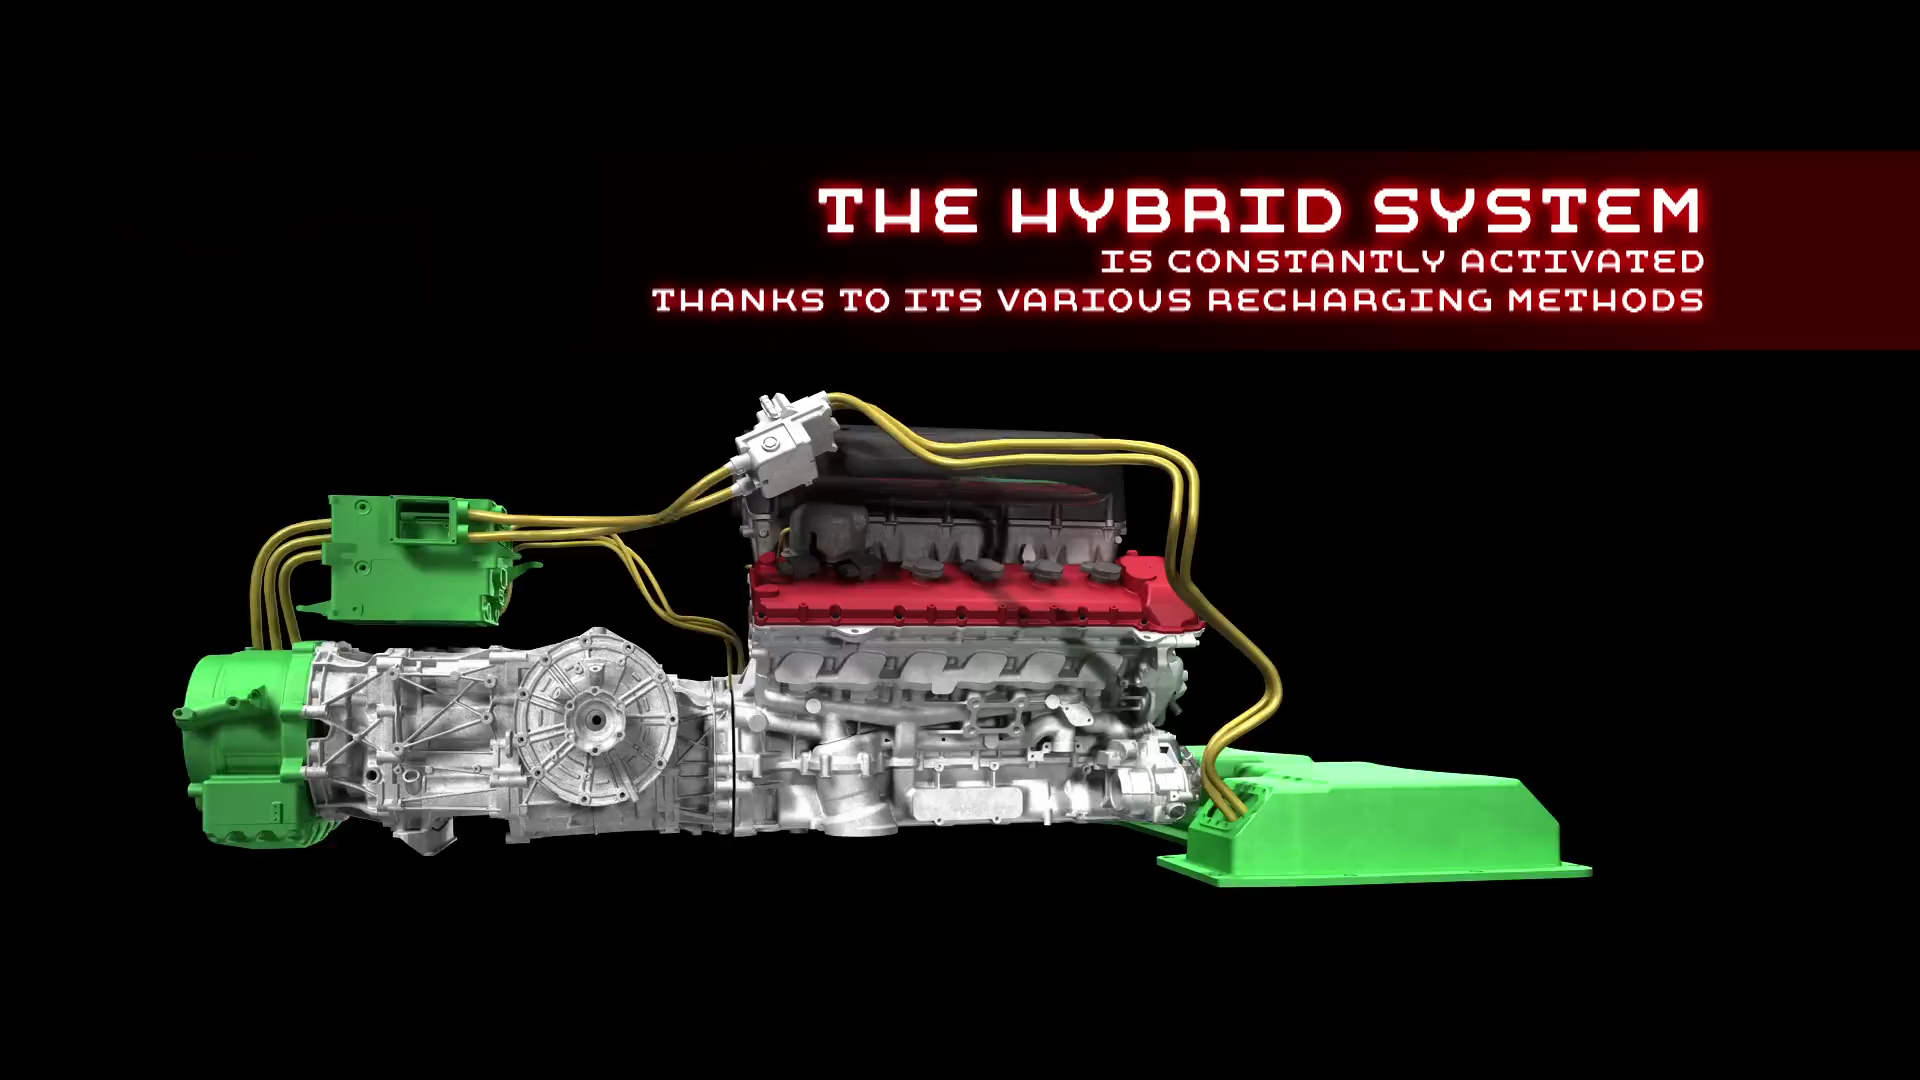 THE HYBRID SYSTEM
IS CONSTANTLY ACTIVATED
THANKS TO ITS VARIOUS RECHARGING METHODS